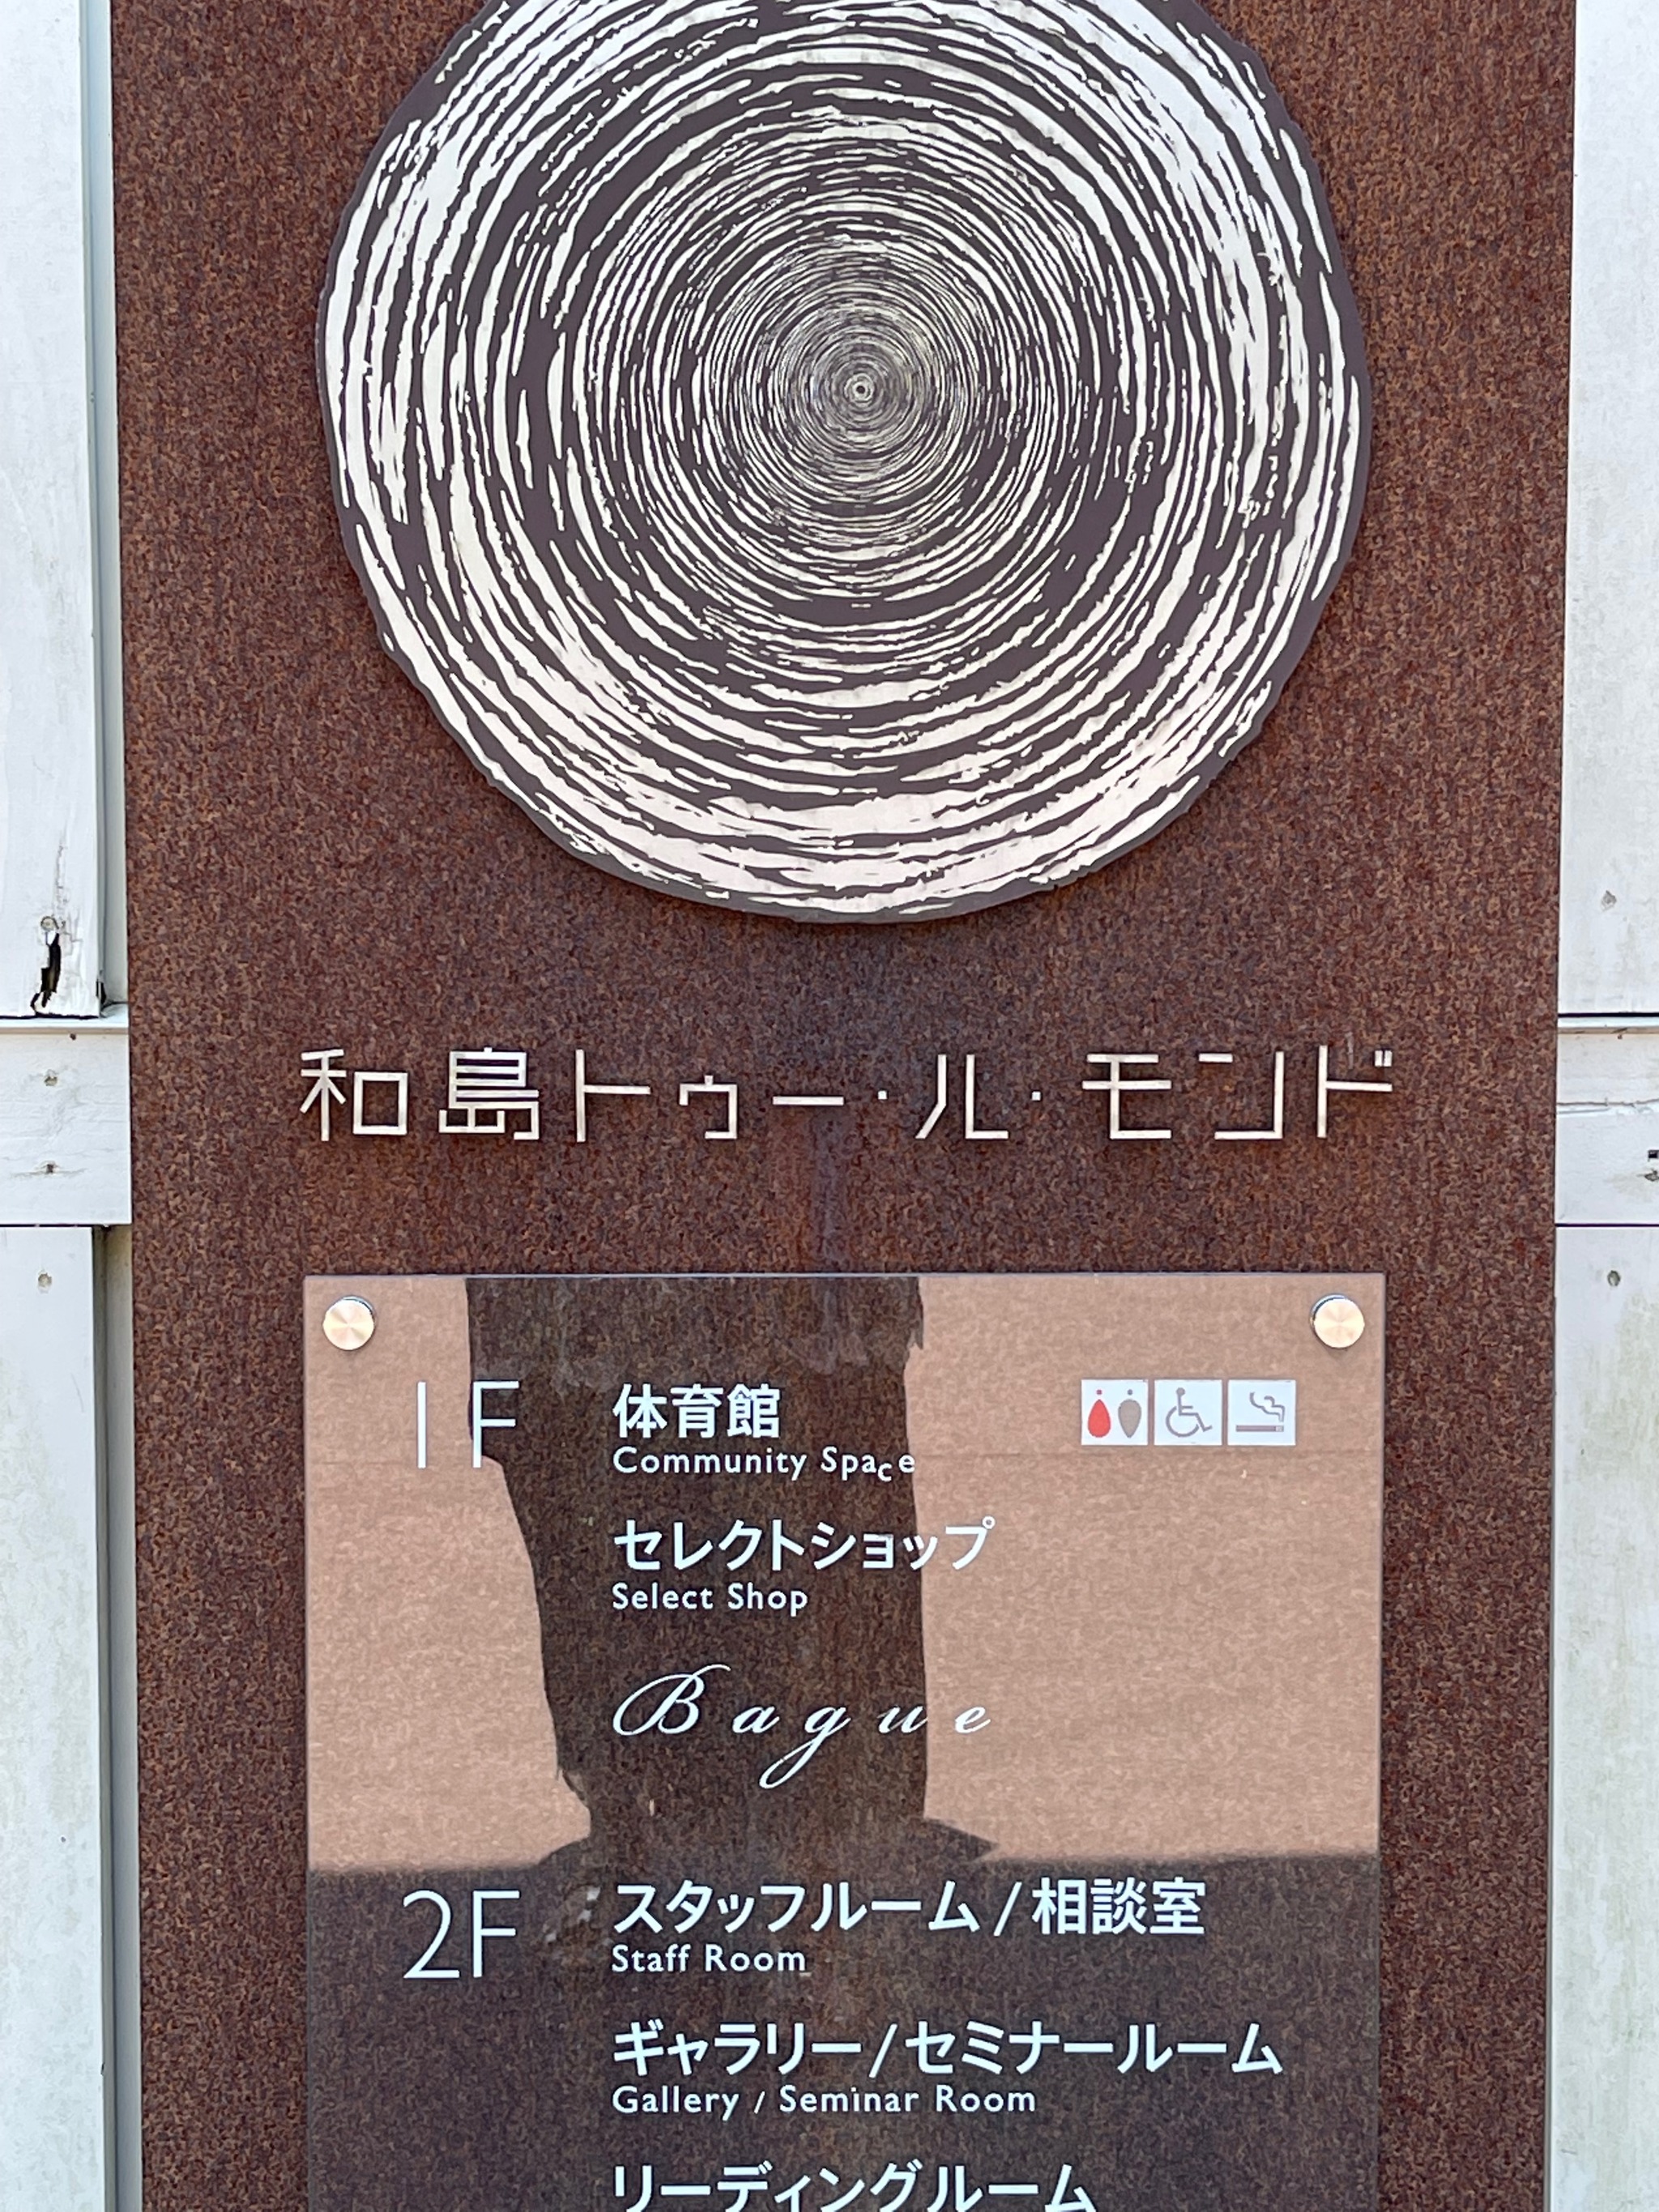 和島トゥー・ル・モンド
1F
体育館
Community Space
セレクトショップ
Select Shop
Bague
2F
スタッフルーム / 相談室
Staff Room
ギャラリー / セミナールーム
Gallery / Seminar Room
リーディングルーム